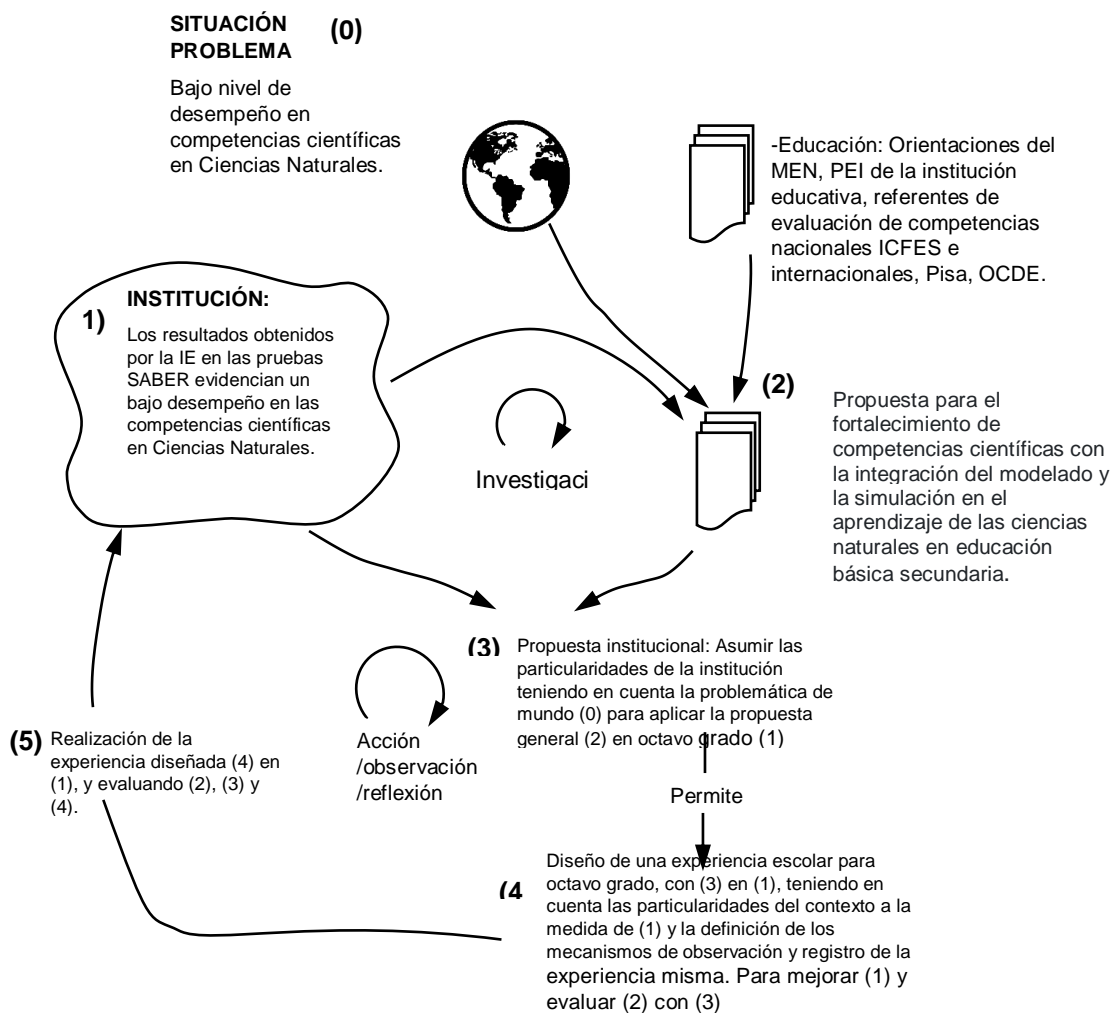 SITUACIÓN
PROBLEMA
(0)
Bajo nivel de
desempeño en
competencias científicas
en Ciencias Naturales.
-Educación: Orientaciones del
MEN, PEI de la institución
educativa, referentes de
evaluación de competencias
nacionales ICFES e
internacionales, Pisa, OCDE.
1)
INSTITUCIÓN:
Los resultados obtenidos
por la IE en las pruebas
SABER evidencian un
bajo desempeño en las
competencias científicas
en Ciencias Naturales.
Investigaci
(2)
Propuesta para el
fortalecimiento de
competencias científicas con
la integración del modelado y
la simulación en el
aprendizaje de las ciencias
naturales en educación
básica secundaria.
(3)
Propuesta institucional: Asumir las
particularidades de la institución
teniendo en cuenta la problemática de
mundo (0) para aplicar la propuesta
general (2) en octavo grado (1)
Acción
/observación
/reflexión
(5)
Realización de la
experiencia diseñada (4) en
(1), y evaluando (2), (3) y
(4).
Permite
(4
Diseño de una experiencia escolar para
octavo grado, con (3) en (1), teniendo en
cuenta las particularidades del contexto a la
medida de (1) y la definición de los
mecanismos de observación y registro de la
experiencia misma. Para mejorar (1) y
evaluar (2) con (3)